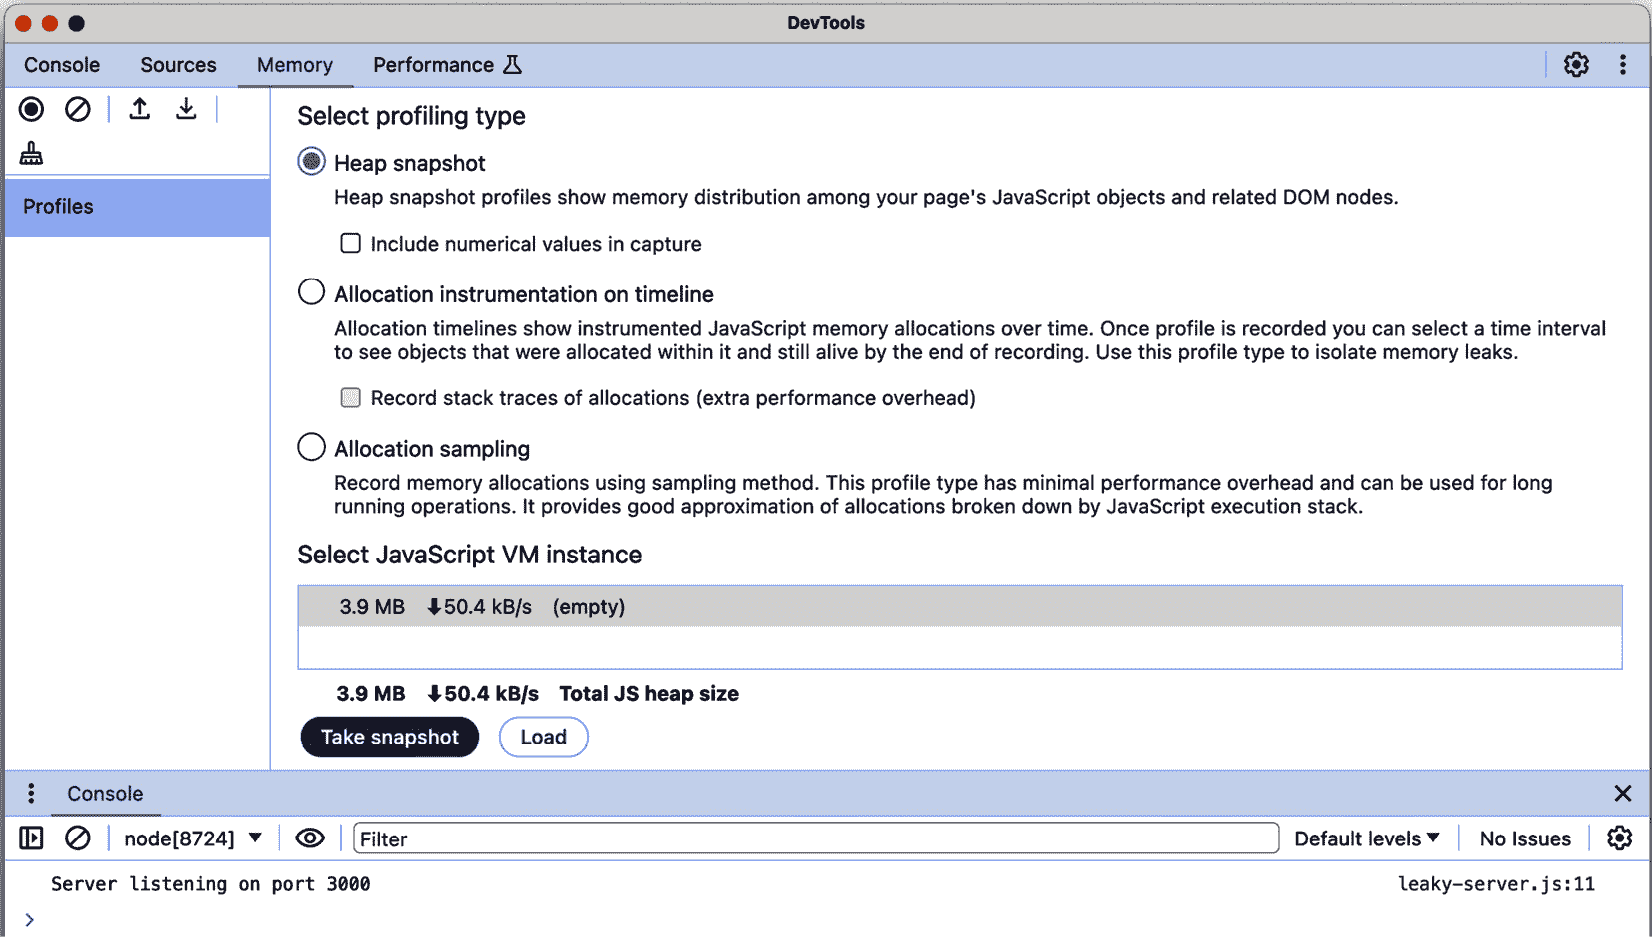 DevTools
Console Sources Memory Performance
Select profiling type
Heap snapshot
Heap snapshot profiles show memory distribution among your page's JavaScript objects and related DOM nodes.
Include numerical values in capture
Profiles
Allocation instrumentation on timeline
Allocation timelines show instrumented JavaScript memory allocations over time. Once profile is recorded you can select a time interval
to see objects that were allocated within it and still alive by the end of recording. Use this profile type to isolate memory leaks.
Record stack traces of allocations (extra performance overhead)
Allocation sampling
Record memory allocations using sampling method. This profile type has minimal performance overhead and can be used for long
running operations. It provides good approximation of allocations broken down by JavaScript execution stack.
Select JavaScript VM instance
3.9 MB 50.4 kB/s (empty)
3.9 MB 50.4 kB/s Total JS heap size
Take snapshot Load
Console
node[8724] Filter Default levels No Issues
Server listening on port 3000 leaky-server.js:11